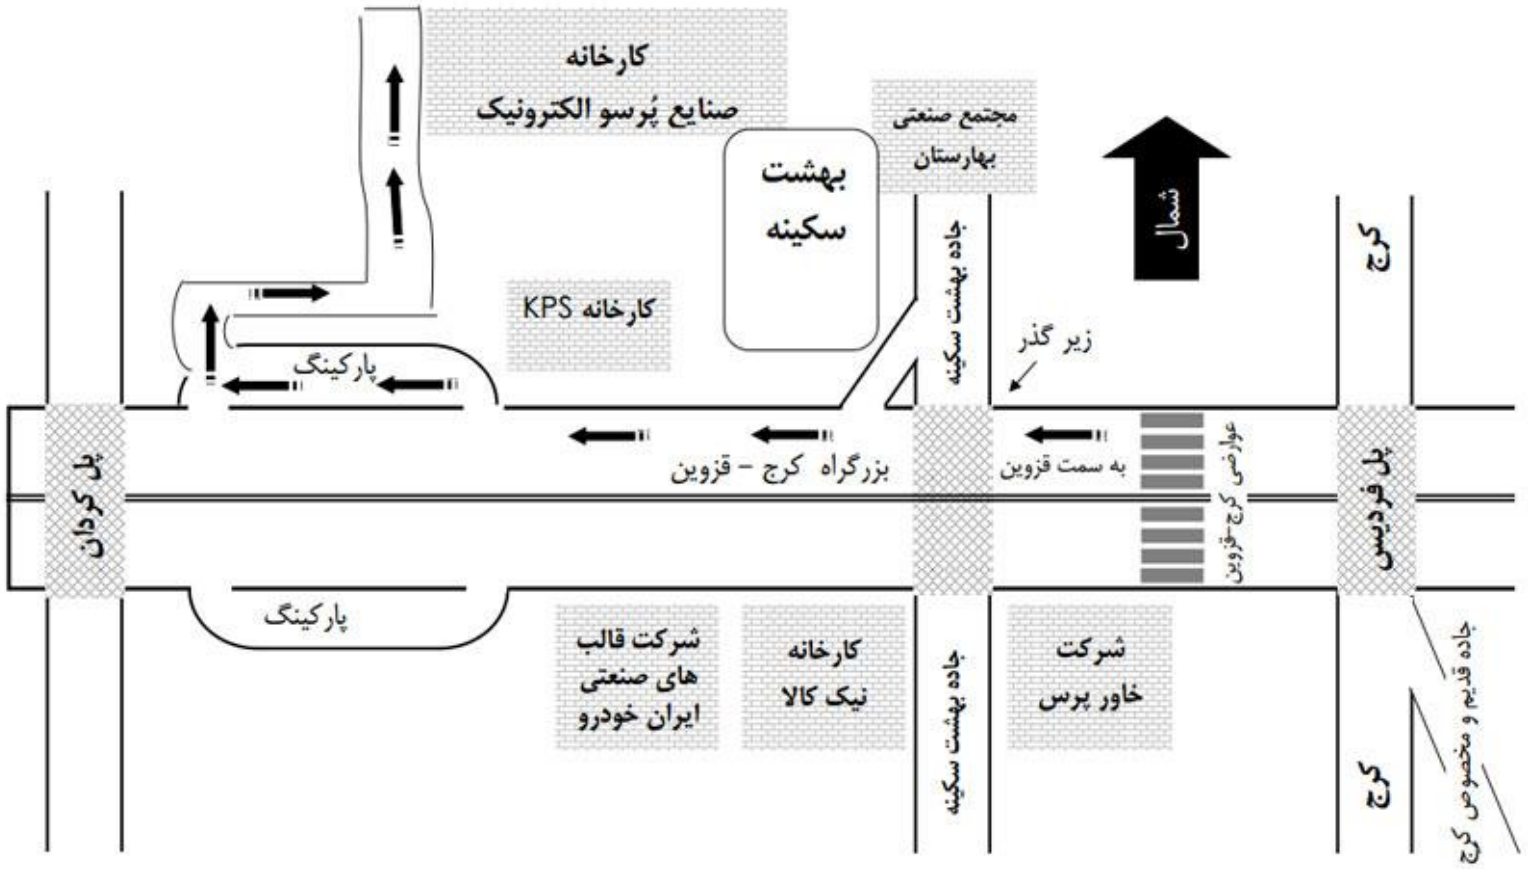 کارخانه
صنایع پُرسو الکترونیک
مجتمع صنعتی
بهارستان
بهشت
سکینه
شمال
کرج
جاده بهشت سکینه
کارخانه KPS
زیر گذر
پارکینگ
پل کردان
بزرگراه کرج – قزوین
به سمت قزوین
عوارضی کرج-قزوین
پل فردیس
پارکینگ
شرکت قالب
های صنعتی
ایران خودرو
کارخانه
نیک کالا
جاده بهشت سکینه
شرکت
خاور پرس
کرج
جاده قدیم و مخصوص کرج